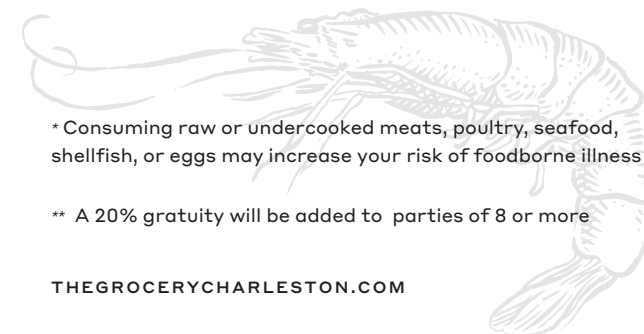 * Consuming raw or undercooked meats, poultry, seafood,
shellfish, or eggs may increase your risk of foodborne illness
** A 20% gratuity will be added to  parties of 8 or more
THEGROCERYCHARLESTON.COM